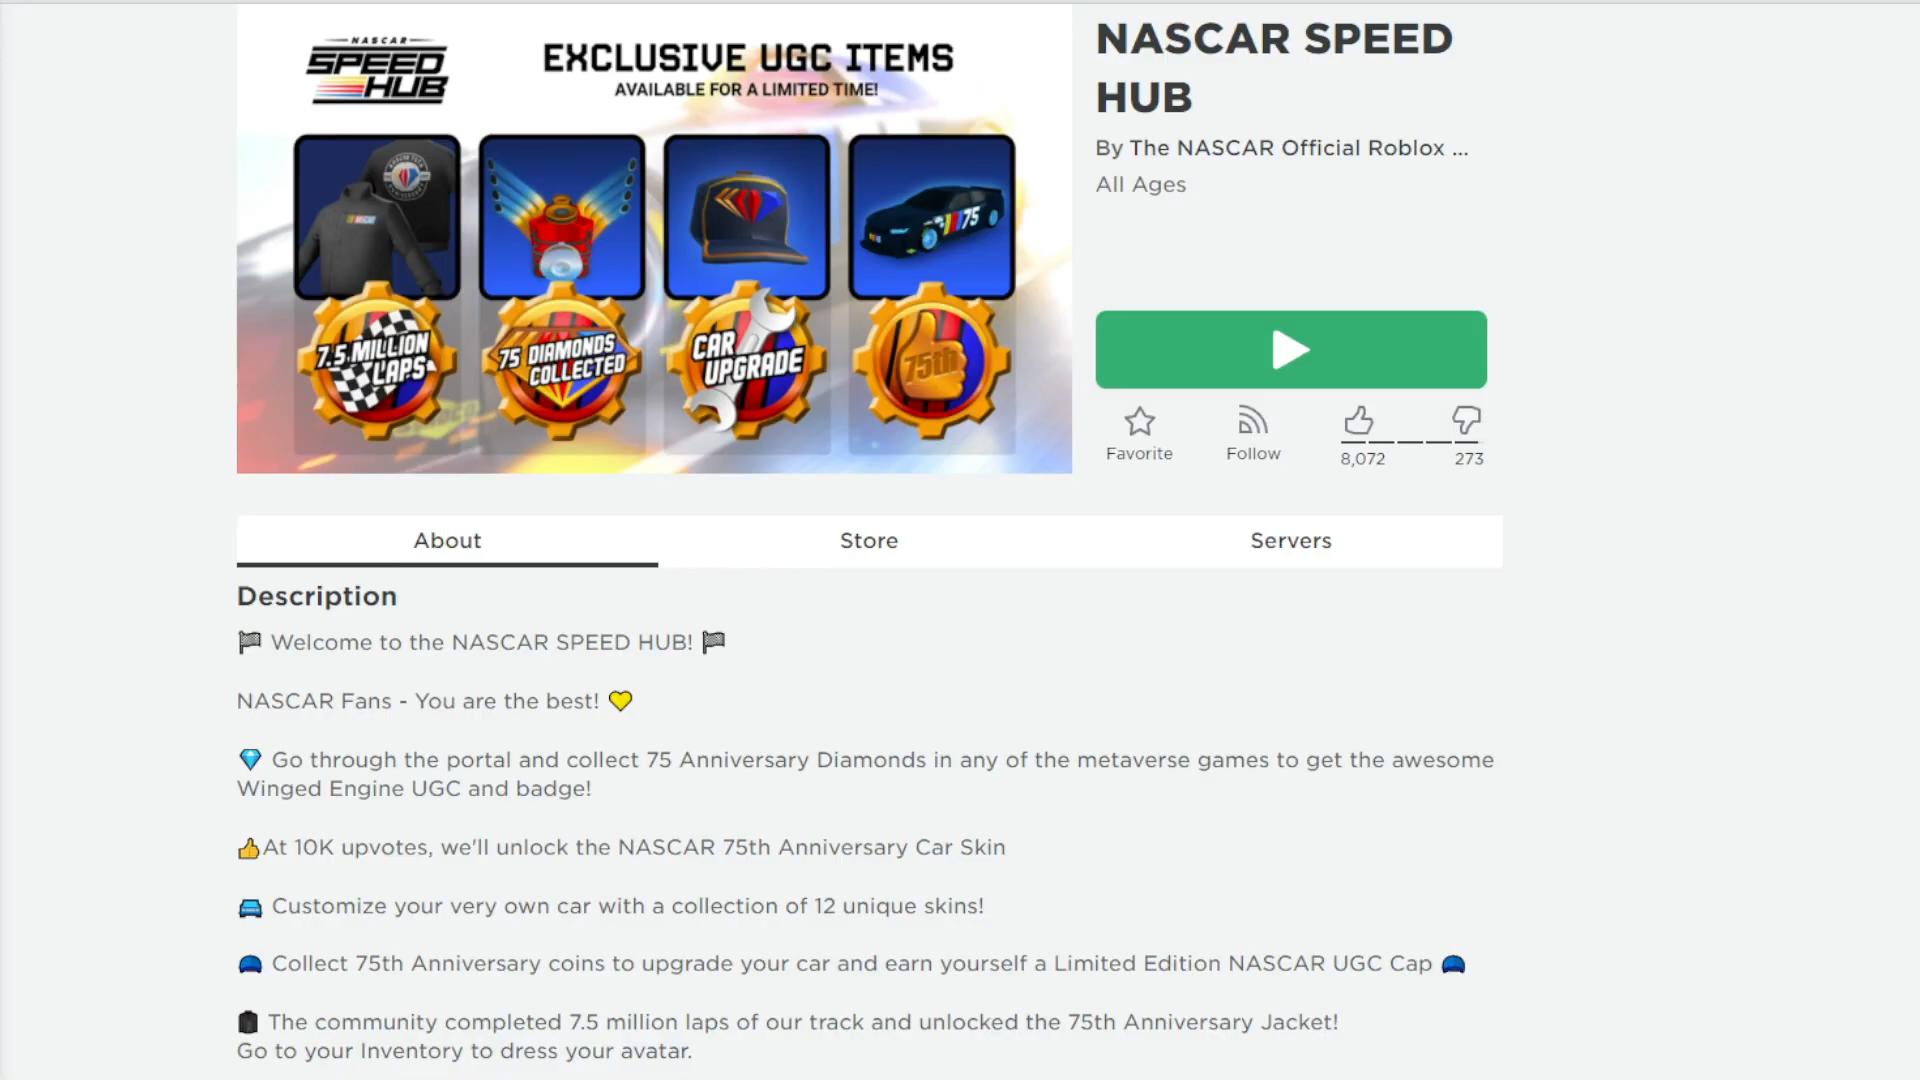 NASCAR
SPEED
HUB
EXCLUSIVE UGC ITEMS
AVAILABLE FOR A LIMITED TIME!
75
7.5 MILLION
LAPS
75 DIAMONDS
COLLECTED
CAR
UPGRADE
75th
NASCAR SPEED
HUB
By The NASCAR Official Roblox ...
All Ages
Favorite
Follow
8,072
273
About
Store
Servers
Description
🏁 Welcome to the NASCAR SPEED HUB! 🏁
NASCAR Fans - You are the best! 💛
💎 Go through the portal and collect 75 Anniversary Diamonds in any of the metaverse games to get the awesome
Winged Engine UGC and badge!
👍At 10K upvotes, we'll unlock the NASCAR 75th Anniversary Car Skin
🚘 Customize your very own car with a collection of 12 unique skins!
🧢 Collect 75th Anniversary coins to upgrade your car and earn yourself a Limited Edition NASCAR UGC Cap 🧢
The community completed 7.5 million laps of our track and unlocked the 75th Anniversary Jacket!
Go to your Inventory to dress your avatar.